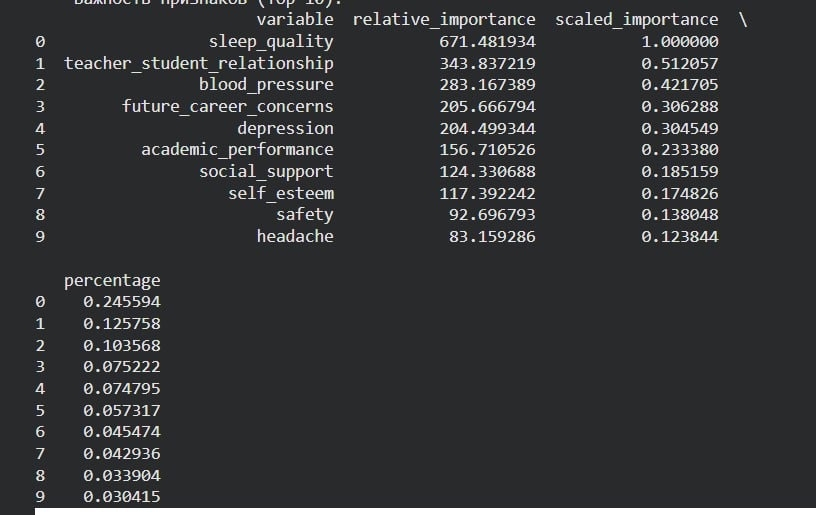 Важность признаков (Top 10):
variable relative_importance scaled_importance \
0 sleep_quality 671.481934 1.000000
1 teacher_student_relationship 343.837219 0.512057
2 blood_pressure 283.167389 0.421705
3 future_career_concerns 205.666794 0.306288
4 depression 204.499344 0.304549
5 academic_performance 156.710526 0.233380
6 social_support 124.330688 0.185159
7 self_esteem 117.392242 0.174826
8 safety 92.696793 0.138048
9 headache 83.159286 0.123844
percentage
0 0.245594
1 0.125758
2 0.103568
3 0.075222
4 0.074795
5 0.057317
6 0.045474
7 0.042936
8 0.033904
9 0.030415